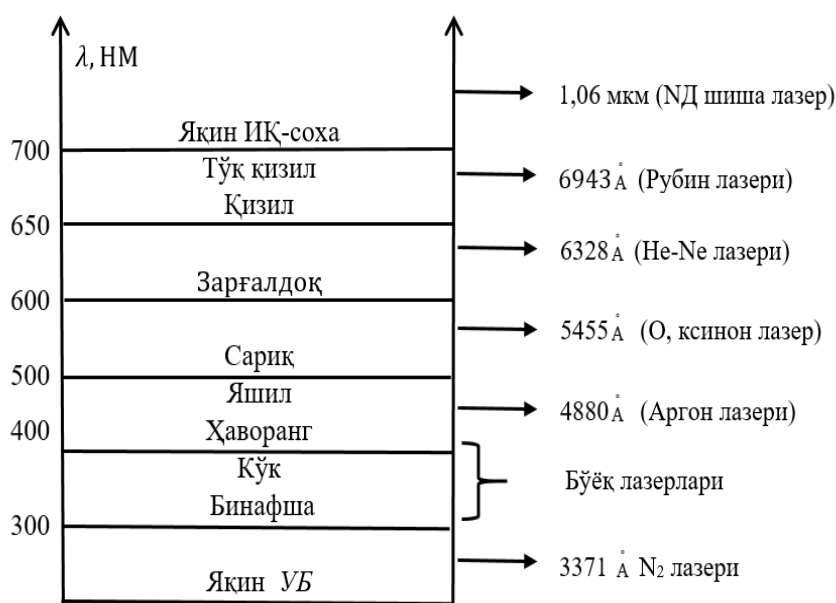 λ, НМ
1,06 мкм (NД шиша лазер)
Яқин ИҚ-соха
700
Тўқ қизил
6943 Å (Рубин лазери)
Қизил
650
6328 Å (He-Ne лазери)
Зарғалдоқ
600
5455 Å (О, ксинон лазер)
Сариқ
500
Яшил
4880 Å (Аргон лазери)
400
Ҳаворанг
Кўк
Бўёқ лазерлари
Бинафша
300
3371 Å N₂ лазери
Яқин УБ